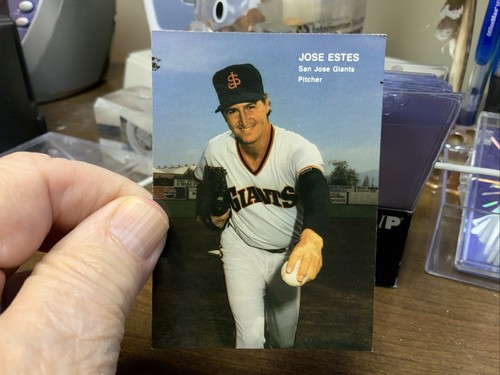 JOSE ESTES
San Jose Giants
Pitcher
SJ
GIANTS
/P